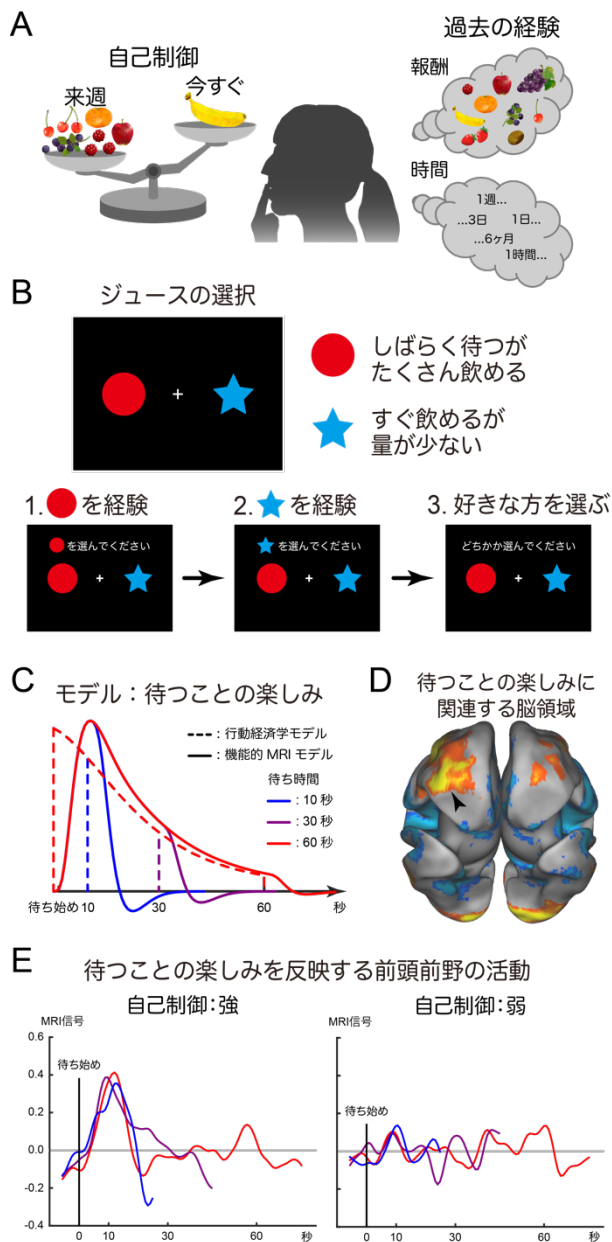 A
自己制御
来週
今すぐ
過去の経験
報酬
時間
1週...
...3日
1日...
...6ヶ月
1時間...
B
ジュースの選択
+
しばらく待つが
たくさん飲める
すぐ飲めるが
量が少ない
1. を経験
を選んでください
+
2. を経験
を選んでください
+
3. 好きな方を選ぶ
どちかか選んでください
+
C
モデル：待つことの楽しみ
：行動経済学モデル
：機能的 MRI モデル
待ち時間
：10 秒
：30 秒
：60 秒
待ち始め 10 30 60 秒
D
待つことの楽しみに
関連する脳領域
E
待つことの楽しみを反映する前頭前野の活動
自己制御：強
MRI信号
0.6
待ち始め
0.4
0.2
0.0
-0.2
-0.4
0 10 30 60 秒
自己制御：弱
MRI信号
待ち始め
0 10 30 60 秒